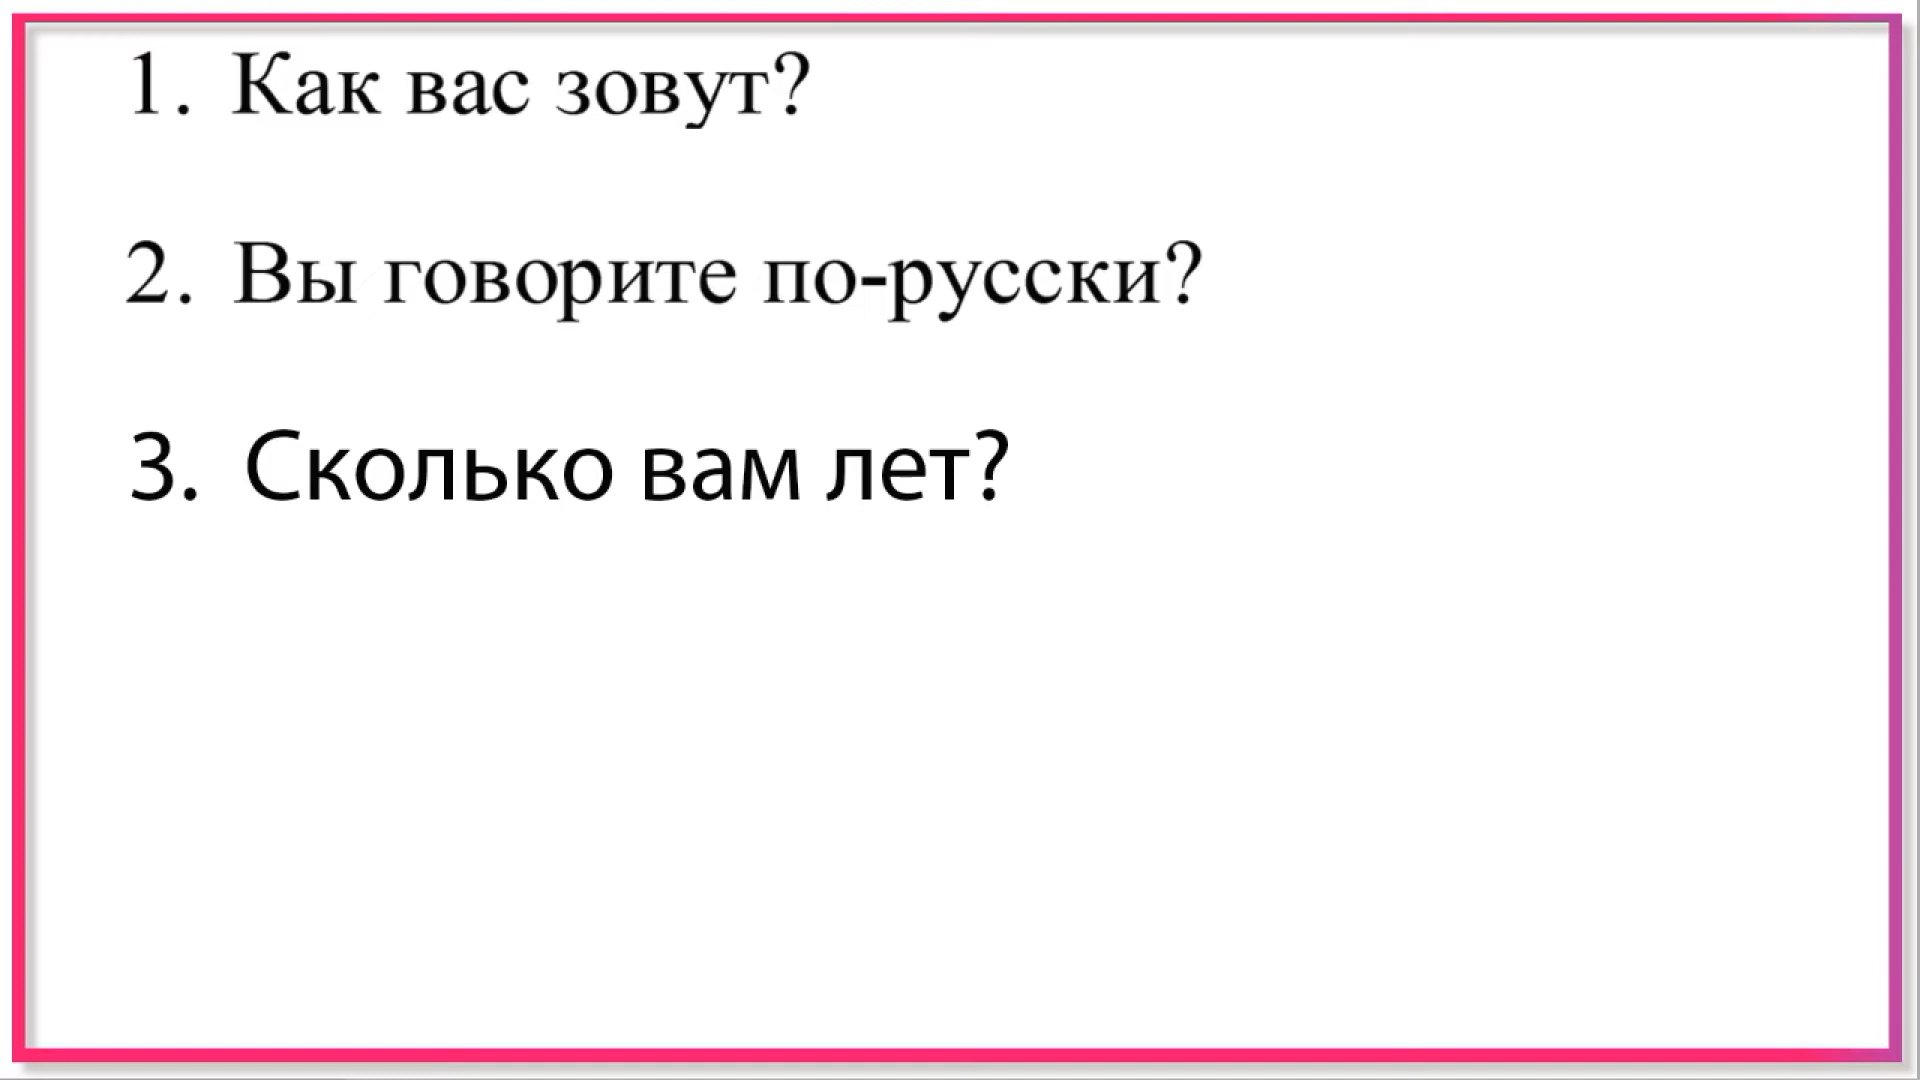 1. Как вас зовут?
2. Вы говорите по-русски?
3. Сколько вам лет?